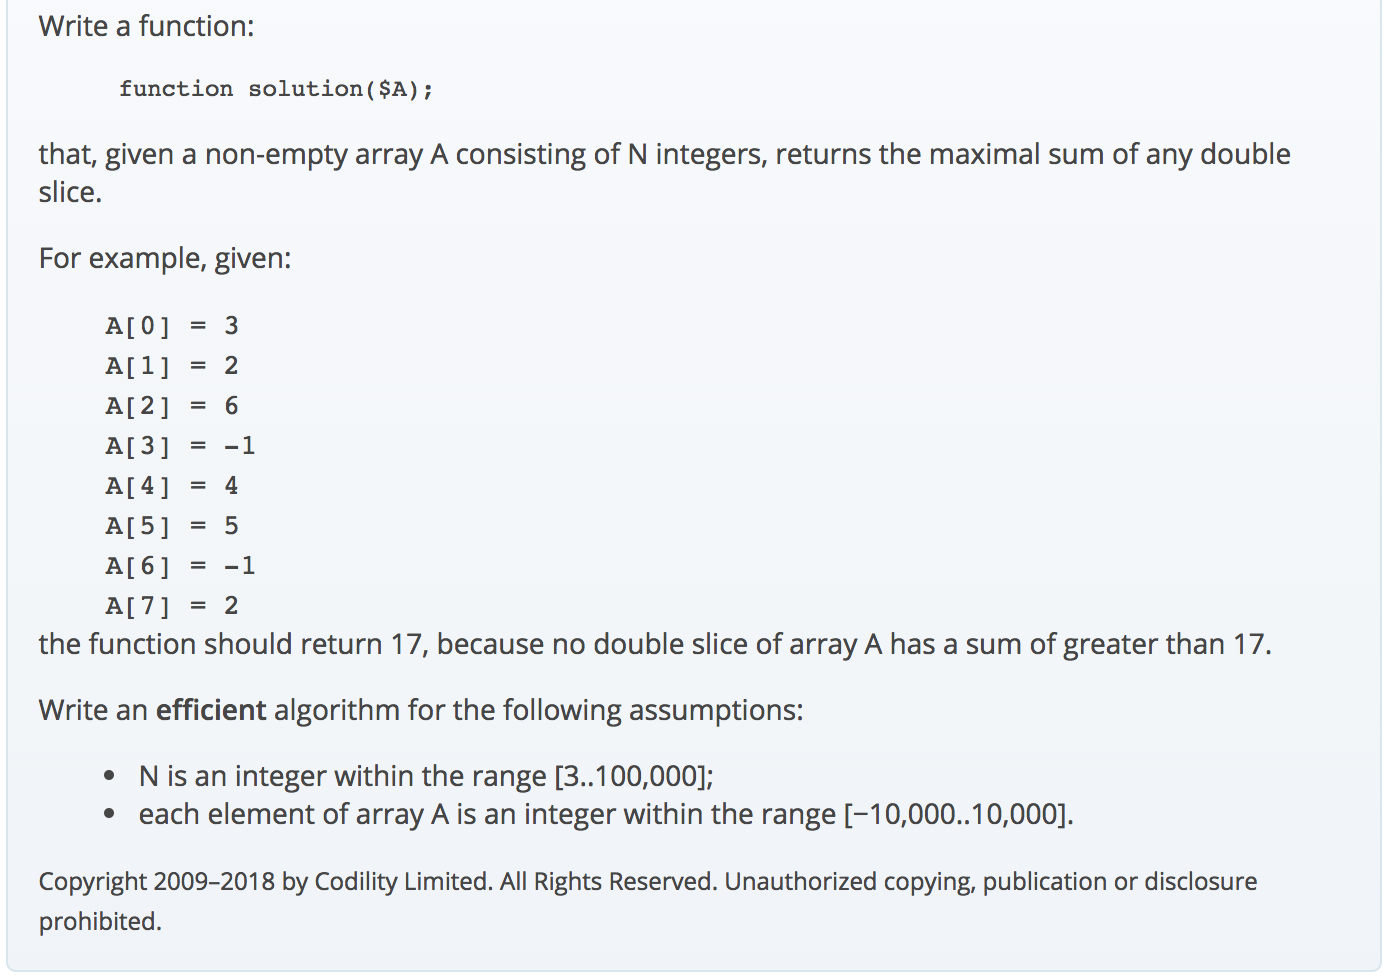 Write a function:
function solution($A);
that, given a non-empty array A consisting of N integers, returns the maximal sum of any double
slice.
For example, given:
A[0] = 3
A[1] = 2
A[2] = 6
A[3] = -1
A[4] = 4
A[5] = 5
A[6] = -1
A[7] = 2
the function should return 17, because no double slice of array A has a sum of greater than 17.
Write an efficient algorithm for the following assumptions:
• N is an integer within the range [3..100,000];
• each element of array A is an integer within the range [−10,000..10,000].
Copyright 2009–2018 by Codility Limited. All Rights Reserved. Unauthorized copying, publication or disclosure
prohibited.